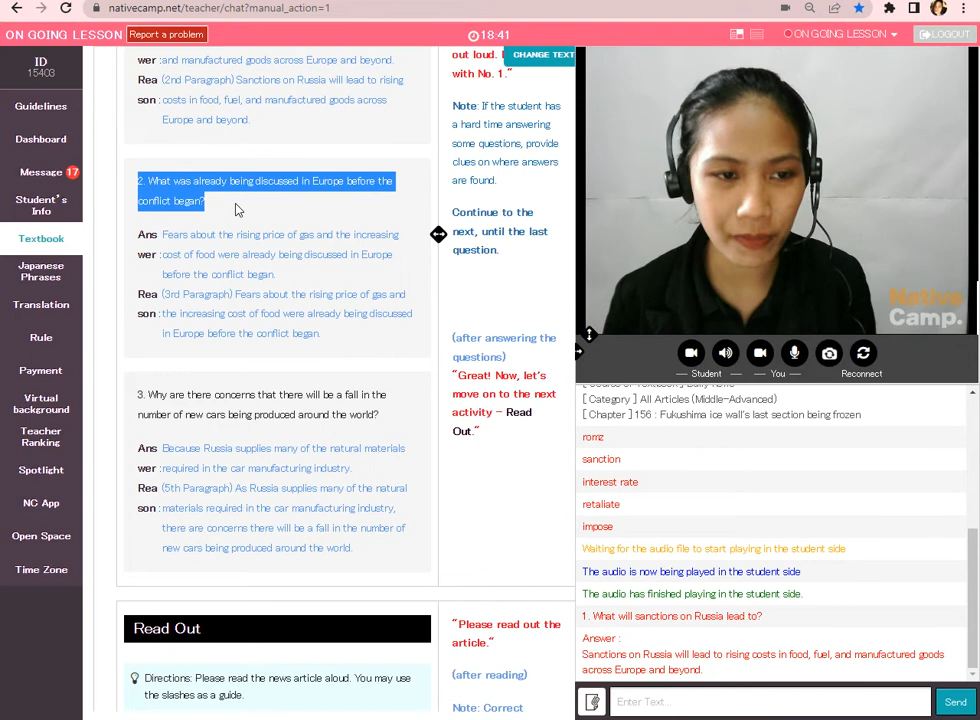 nativecamp.net/teacher/chat?manual_action=1
ON GOING LESSON
Report a problem
18:41
ON GOING LESSON
LOGOUT
ID
15403
Guidelines
Dashboard
Message 17
Student's
Info
Textbook
Japanese
Phrases
Translation
Rule
Payment
Virtual
background
Teacher
Ranking
Spotlight
NC App
Open Space
Time Zone
wer :and manufactured goods across Europe and beyond.
Rea (2nd Paragraph) Sanctions on Russia will lead to rising
son : costs in food, fuel, and manufactured goods across
Europe and beyond.
2. What was already being discussed in Europe before the
conflict began?
Ans Fears about the rising price of gas and the increasing
wer : cost of food were already being discussed in Europe
before the conflict began.
Rea (3rd Paragraph) Fears about the rising price of gas and
son : the increasing cost of food were already being discussed
in Europe before the conflict began.
3. Why are there concerns that there will be a fall in the
number of new cars being produced around the world?
Ans Because Russia supplies many of the natural materials
wer : required in the car manufacturing industry.
Rea (5th Paragraph) As Russia supplies many of the natural
son : materials required in the car manufacturing industry,
there are concerns there will be a fall in the number of
new cars being produced around the world.
Read Out
Directions: Please read the news article aloud. You may use
the slashes as a guide.
out loud.
CHANGE TEXT
with No. 1."
Note: If the student
has a hard time
answering
some questions, provide
clues on where answers
are found.
Continue to the
next, until the last
question.
(after answering the
questions)
"Great! Now, let's
move on to the next
activity – Read
Out."
"Please read out the
article."
(after reading)
Note: Correct
Native
Camp.
Student
You
Reconnect
[ Category ] All Articles (Middle-Advanced)
[ Chapter ] 156 : Fukushima ice wall's last section being frozen
romz
sanction
interest rate
retaliate
impose
Waiting for the audio file to start playing in the student side
The audio is now being played in the student side
The audio has finished playing in the student side.
1. What will sanctions on Russia lead to?
Answer :
Sanctions on Russia will lead to rising costs in food, fuel, and manufactured goods
across Europe and beyond.
Enter Text...
Send